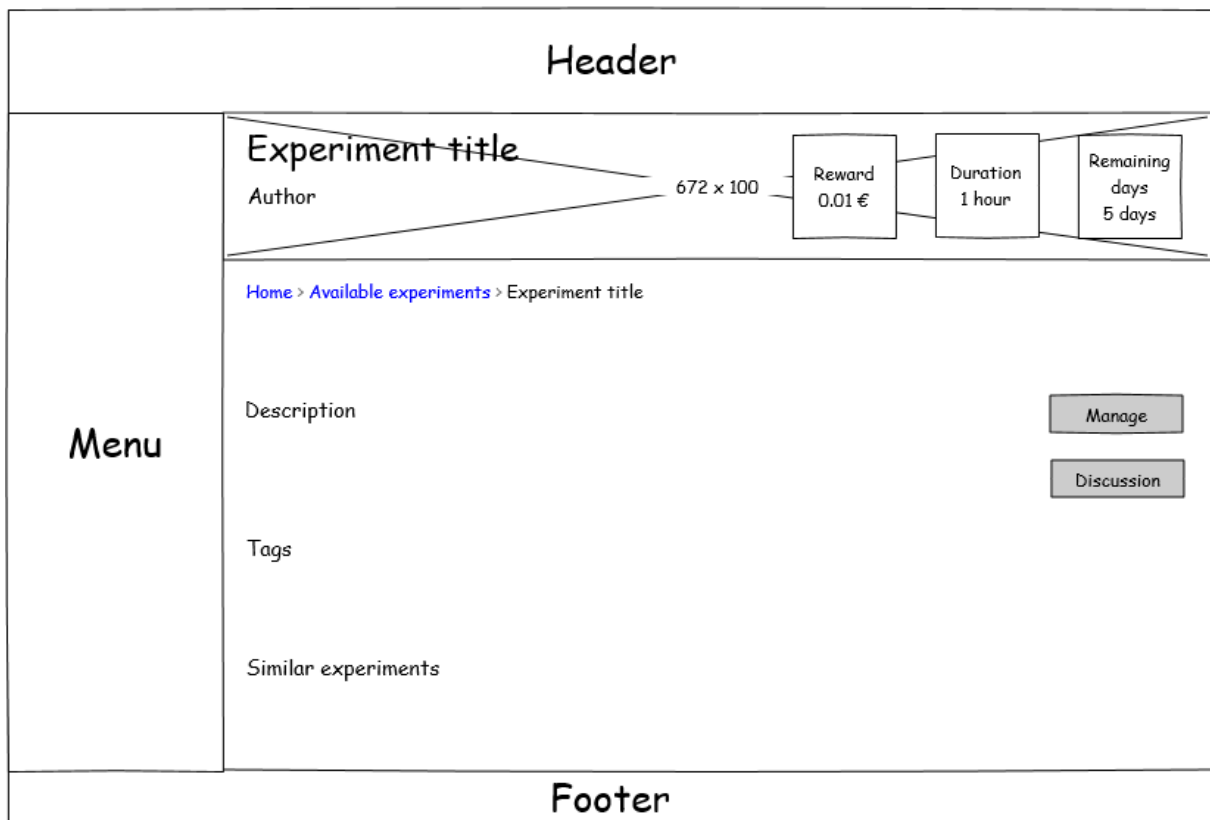 Header
Experiment title
Author
672 x 100
Reward
0.01 €
Duration
1 hour
Remaining
days
5 days
Home > Available experiments > Experiment title
Menu
Description
Manage
Discussion
Tags
Similar experiments
Footer